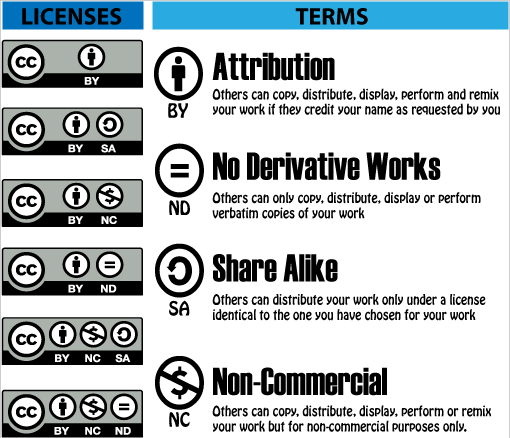 LICENSES
TERMS
cc
BY
cc
BY SA
cc
BY NC
cc
BY ND
cc
BY NC SA
cc
BY NC ND
BY
Attribution
Others can copy, distribute, display, perform and remix
your work if they credit your name as requested by you
=
ND
No Derivative Works
Others can only copy, distribute, display or perform
verbatim copies of your work
SA
Share Alike
Others can distribute your work only under a license
identical to the one you have chosen for your work
$
NC
Non-Commercial
Others can copy, distribute, display, perform or remix
your work but for non-commercial purposes only.